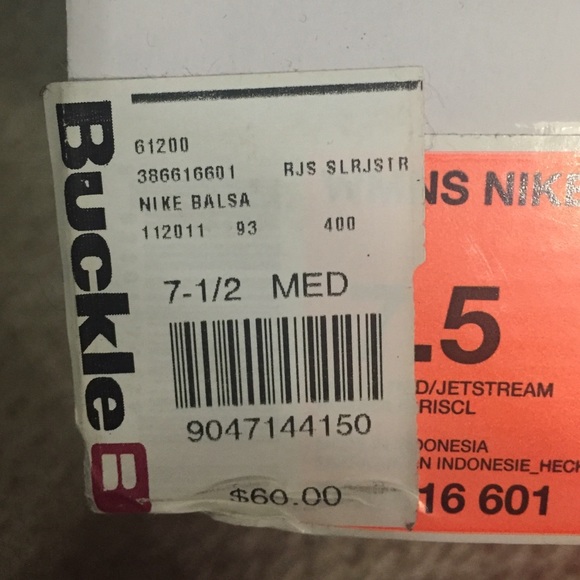 Buckle B
61200
386616601 RJS SLRJSTR
NIKE BALSA
112011 93 400
7-1/2 MED
9047144150
$60.00
NS NIKE
.5
D/JETSTREAM
RISCL
DONESIA
N INDONESIE_HECH
16 601